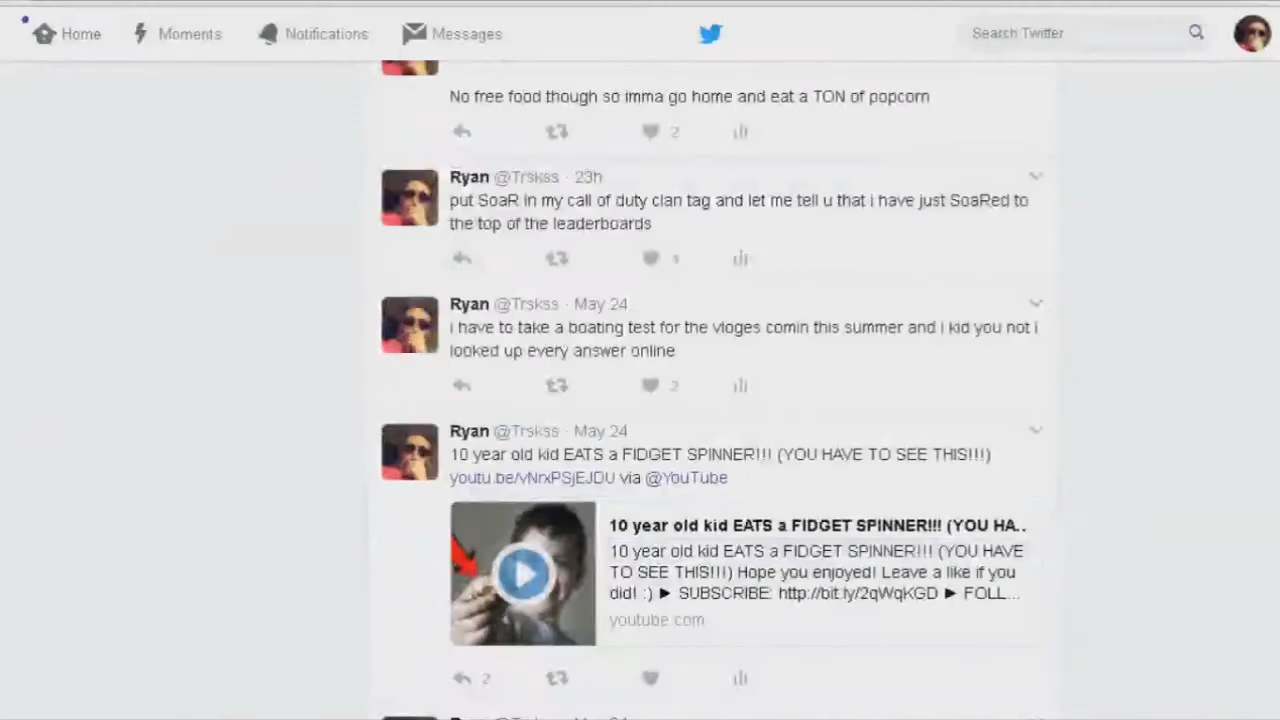 Home Moments Notifications Messages Search Twitter
No free food though so imma go home and eat a TON of popcorn
2
Ryan @Trskss · 23h
put SoaR in my call of duty clan tag and let me tell u that i have just SoaRed to
the top of the leaderboards
Ryan @Trskss · May 24
i have to take a boating test for the vloges comin this summer and i kid you not i
looked up every answer online
2
Ryan @Trskss · May 24
10 year old kid EATS a FIDGET SPINNER!!! (YOU HAVE TO SEE THIS!!!)
youtu.be/vNrxPSjEJDU via @YouTube
10 year old kid EATS a FIDGET SPINNER!!! (YOU HA..
10 year old kid EATS a FIDGET SPINNER!!! (YOU HAVE
TO SEE THIS!!!) Hope you enjoyed! Leave a like if you
did! :) ► SUBSCRIBE: http://bit.ly/2qWqKGD ► FOLL...
youtube.com
2